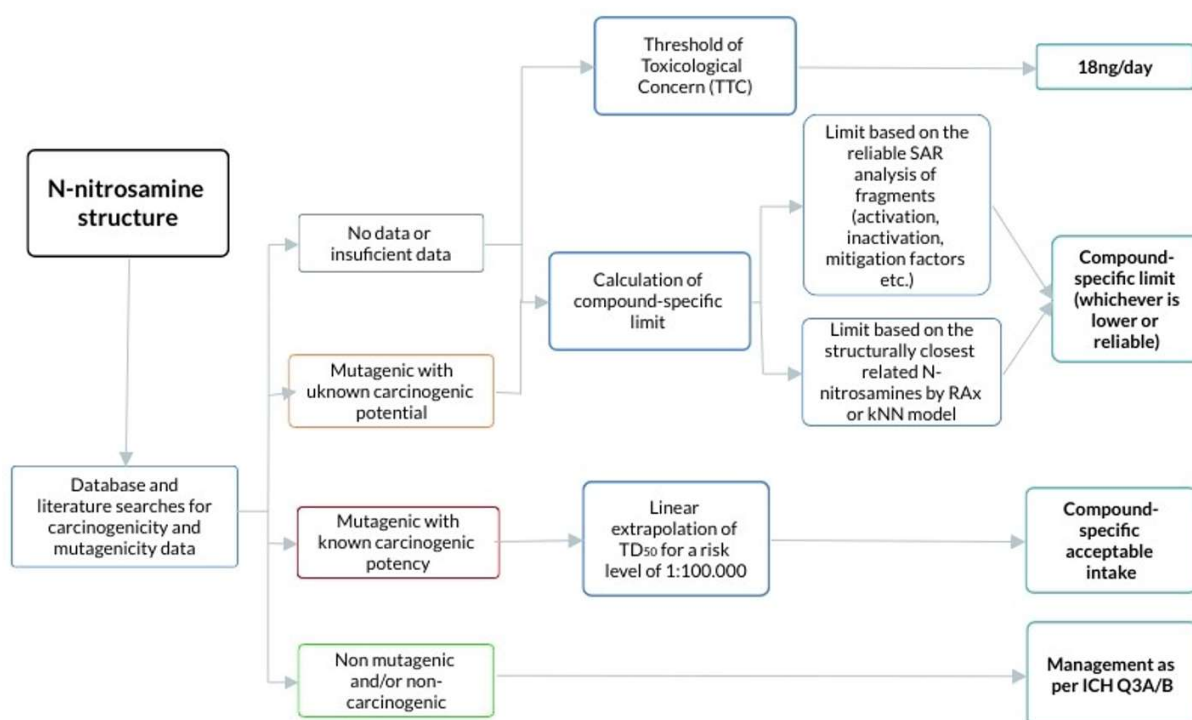 N-nitrosamine
structure
Database and
literature searches for
carcinogenicity and
mutagenicity data
No data or
insuficient data
Mutagenic with
uknown carcinogenic
potential
Mutagenic with
known carcinogenic
potency
Non mutagenic
and/or non-
carcinogenic
Threshold of
Toxicological
Concern (TTC)
18ng/day
Calculation of
compound-specific
limit
Limit based on the
reliable SAR
analysis of
fragments
(activation,
inactivation,
mitigation factors
etc.)
Limit based on the
structurally closest
related N-
nitrosamines by RAx
or kNN model
Compound-
specific limit
(whichever is
lower or
reliable)
Linear
extrapolation of
TD₅₀ for a risk
level of 1:100.000
Compound-
specific
acceptable
intake
Management as
per ICH Q3A/B